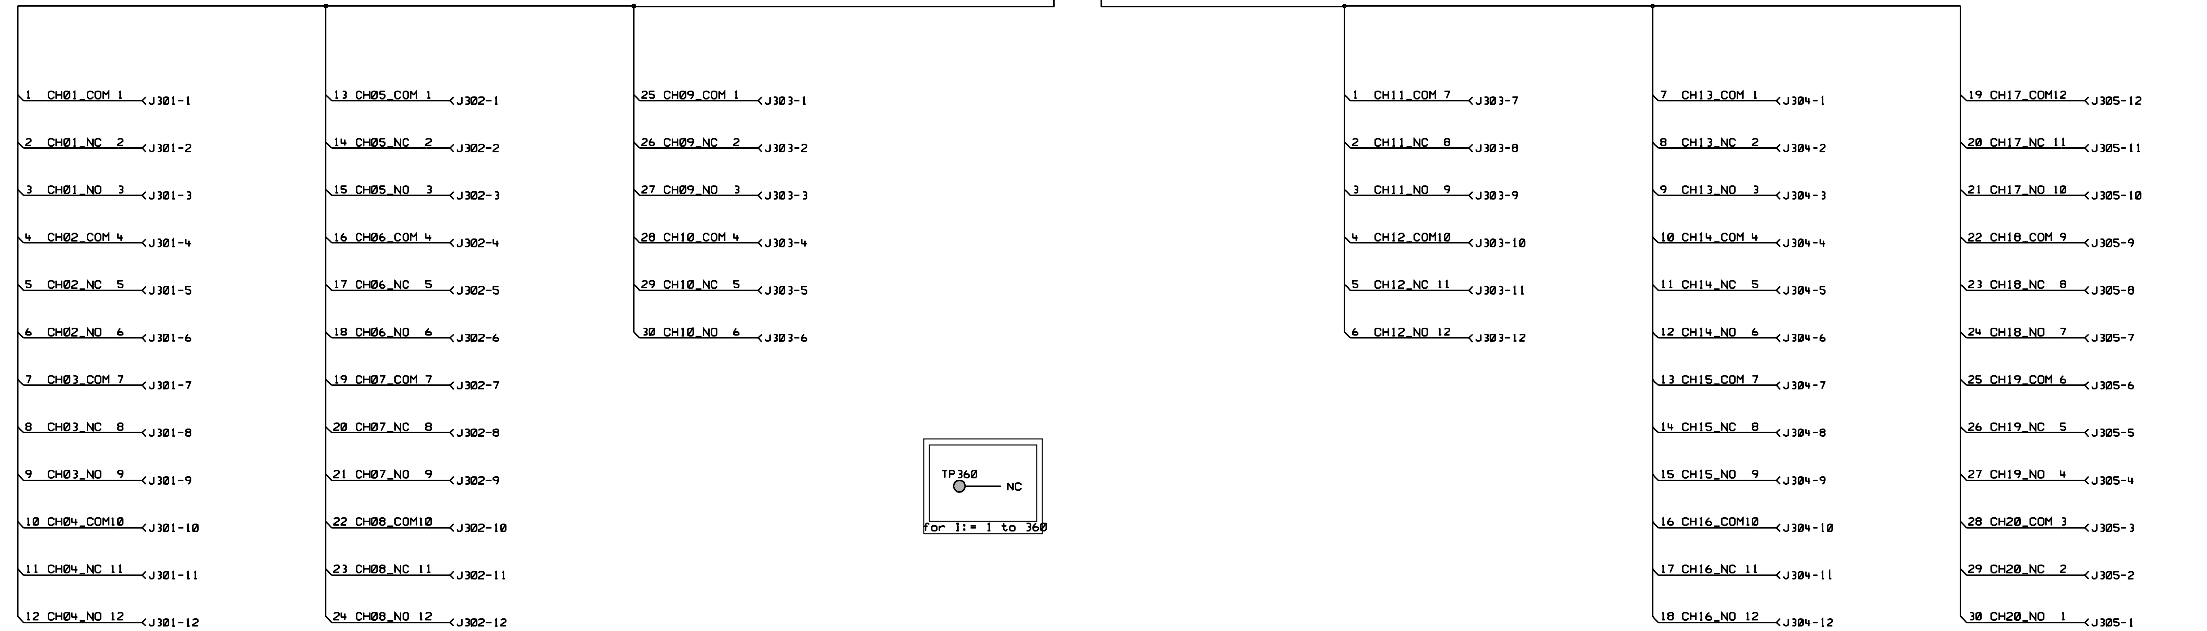 1 CH01_COM 1 J301-1
2 CH01_NC 2 J301-2
3 CH01_NO 3 J301-3
4 CH02_COM 4 J301-4
5 CH02_NC 5 J301-5
6 CH02_NO 6 J301-6
7 CH03_COM 7 J301-7
8 CH03_NC 8 J301-8
9 CH03_NO 9 J301-9
10 CH04_COM10 J301-10
11 CH04_NC 11 J301-11
12 CH04_NO 12 J301-12
13 CH05_COM 1 J302-1
14 CH05_NC 2 J302-2
15 CH05_NO 3 J302-3
16 CH06_COM 4 J302-4
17 CH06_NC 5 J302-5
18 CH06_NO 6 J302-6
19 CH07_COM 7 J302-7
20 CH07_NC 8 J302-8
21 CH07_NO 9 J302-9
22 CH08_COM10 J302-10
23 CH08_NC 11 J302-11
24 CH08_NO 12 J302-12
25 CH09_COM 1 J303-1
26 CH09_NC 2 J303-2
27 CH09_NO 3 J303-3
28 CH10_COM 4 J303-4
29 CH10_NC 5 J303-5
30 CH10_NO 6 J303-6
TP360
NC
for I:= 1 to 360
1 CH11_COM 7 J303-7
2 CH11_NC 8 J303-8
3 CH11_NO 9 J303-9
4 CH12_COM10 J303-10
5 CH12_NC 11 J303-11
6 CH12_NO 12 J303-12
7 CH13_COM 1 J304-1
8 CH13_NC 2 J304-2
9 CH13_NO 3 J304-3
10 CH14_COM 4 J304-4
11 CH14_NC 5 J304-5
12 CH14_NO 6 J304-6
13 CH15_COM 7 J304-7
14 CH15_NC 8 J304-8
15 CH15_NO 9 J304-9
16 CH16_COM10 J304-10
17 CH16_NC 11 J304-11
18 CH16_NO 12 J304-12
19 CH17_COM12 J305-12
20 CH17_NC 11 J305-11
21 CH17_NO 10 J305-10
22 CH18_COM 9 J305-9
23 CH18_NC 8 J305-8
24 CH18_NO 7 J305-7
25 CH19_COM 6 J305-6
26 CH19_NC 5 J305-5
27 CH19_NO 4 J305-4
28 CH20_COM 3 J305-3
29 CH20_NC 2 J305-2
30 CH20_NO 1 J305-1